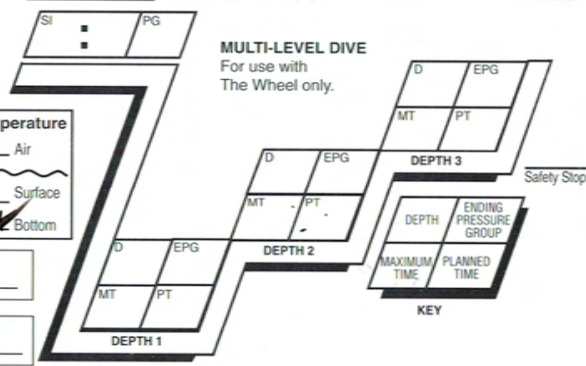 SI : PG
MULTI-LEVEL DIVE
For use with
The Wheel only.
D EPG
MT PT
DEPTH 3
Safety Stop
perature
Air
Surface
Bottom
D EPG
MT PT
DEPTH 2
DEPTH
ENDING
PRESSURE
GROUP
MAXIMUM
TIME
PLANNED
TIME
KEY
D EPG
MT PT
DEPTH 1